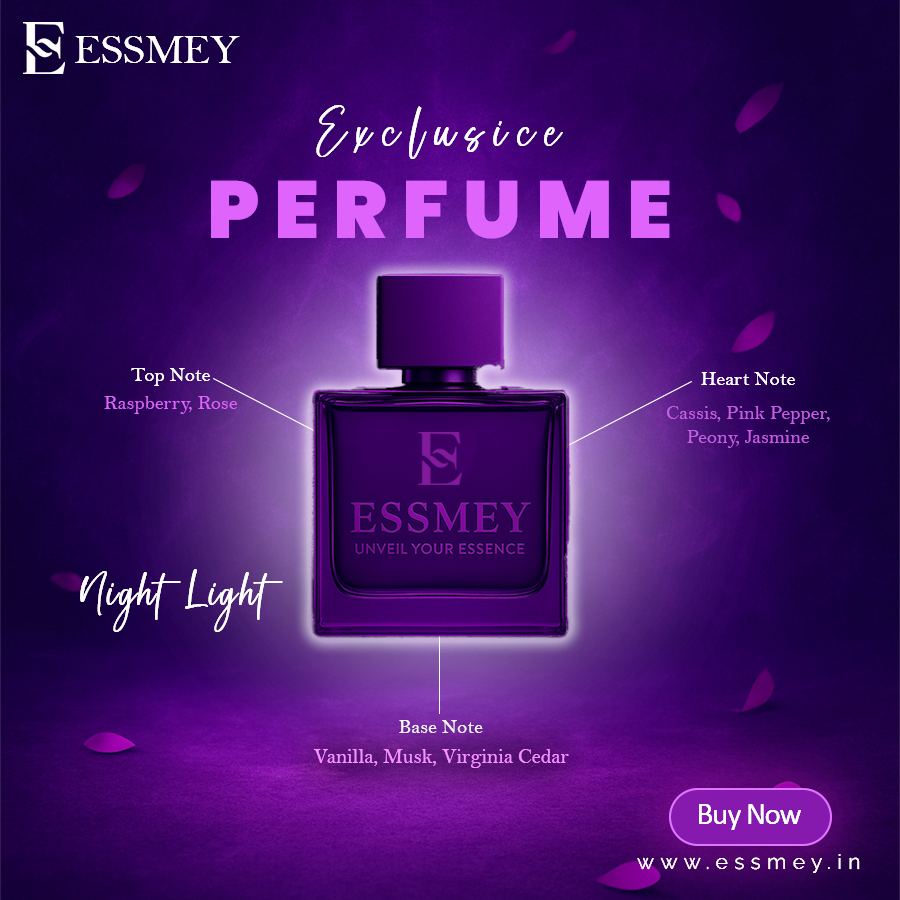 ESSMEY
Exclusice
PERFUME
Top Note
Raspberry, Rose
Heart Note
Cassis, Pink Pepper,
Peony, Jasmine
ESSMEY
UNVEIL YOUR ESSENCE
Night Light
Base Note
Vanilla, Musk, Virginia Cedar
Buy Now
www.essmey.in